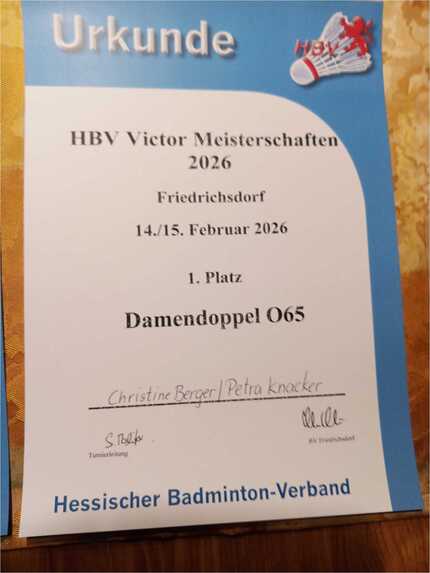 Urkunde
HBV
HBV Victor Meisterschaften
2026
Friedrichsdorf
14./15. Februar 2026
1. Platz
Damendoppel O65
Christine Berger/Petra Knacker
Turnierleitung
BV Friedrichsdorf
Hessischer Badminton-Verband